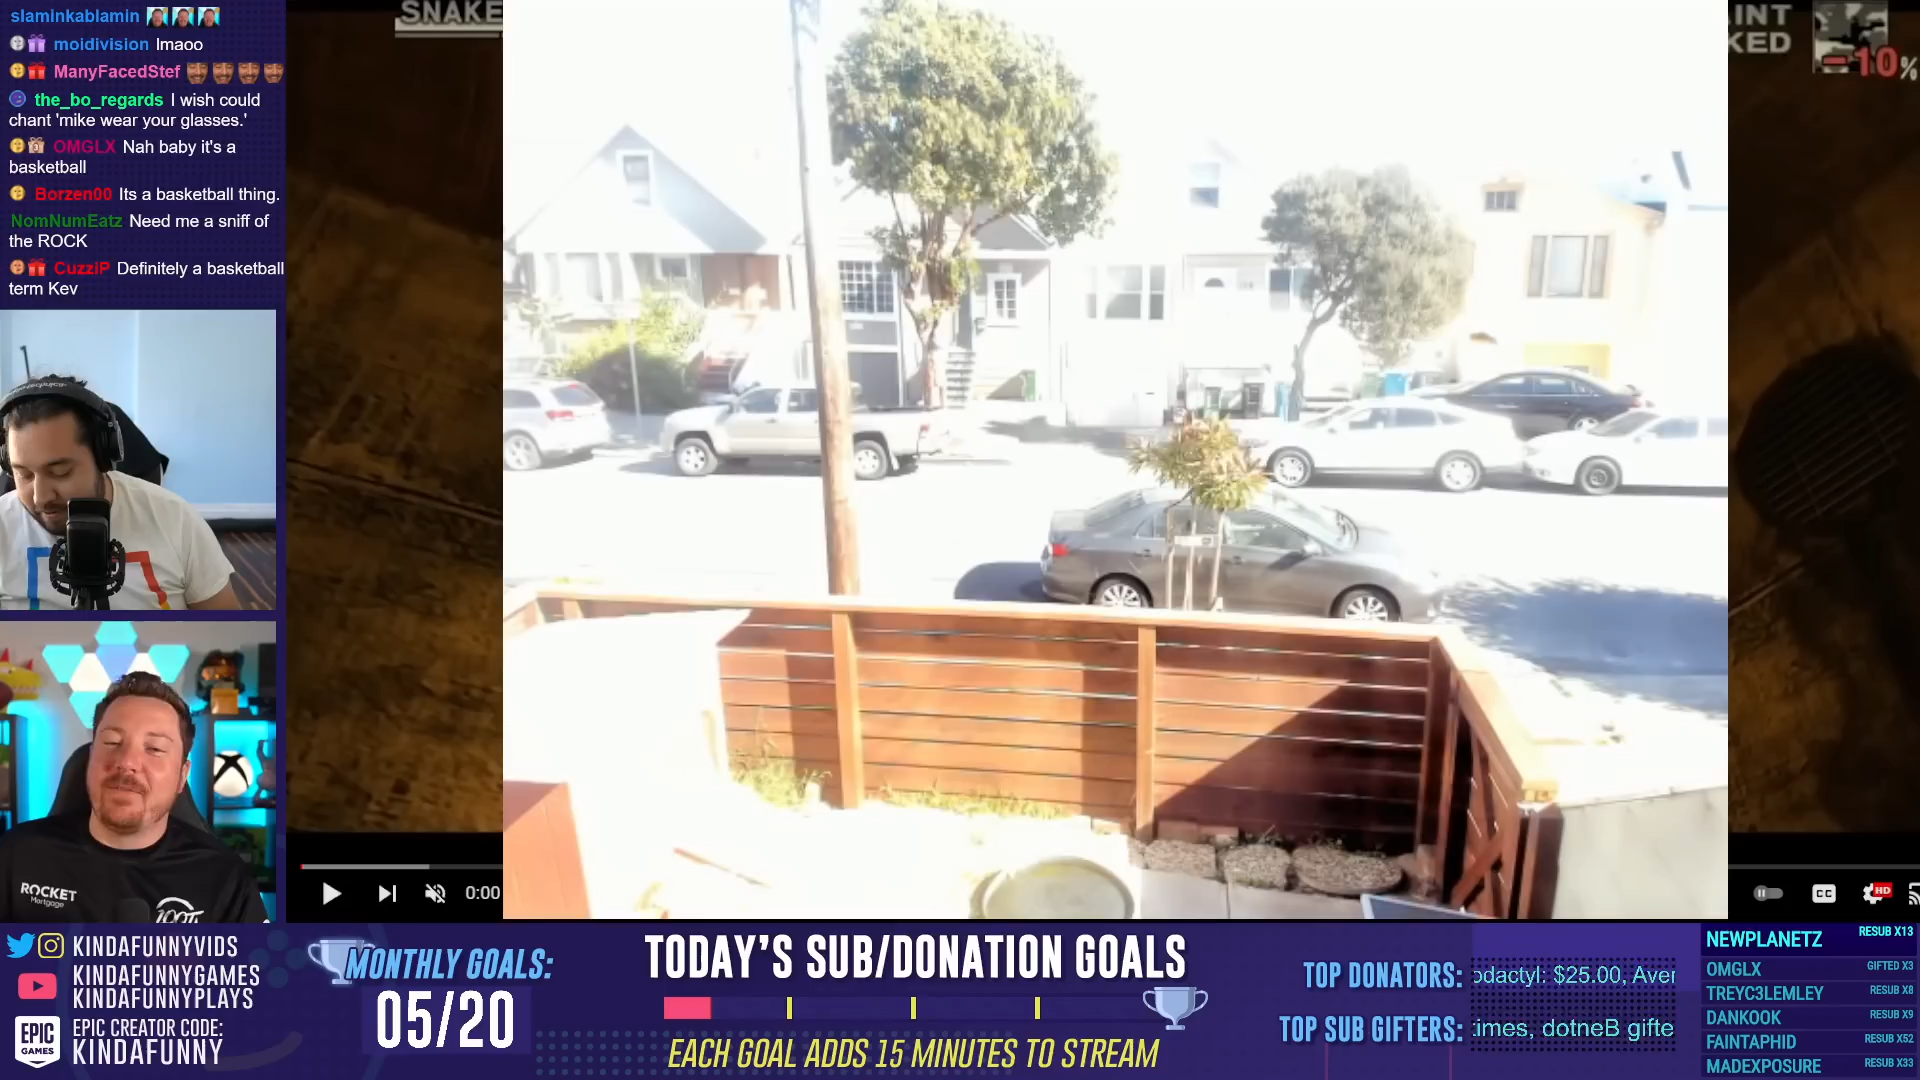 slaminkablamin
moidivision lmaoo
ManyFacedStef
the_bo_regards I wish could
chant 'mike wear your glasses.'
OMGLX Nah baby it's a
basketball
Borzen00 Its a basketball thing.
NomNumEatz Need me a sniff of
the ROCK
CuzziP Definitely a basketball
term Kev
SNAKE
-10%
ROCKET
Mortgage
0:00
CC
HD
KINDAFUNNYVIDS
KINDAFUNNYGAMES
KINDAFUNNYPLAYS
EPIC
GAMES
EPIC CREATOR CODE:
KINDAFUNNY
MONTHLY GOALS:
05/20
TODAY'S SUB/DONATION GOALS
EACH GOAL ADDS 15 MINUTES TO STREAM
TOP DONATORS: odactyl: $25.00, Aver
TOP SUB GIFTERS: times, dotneB gifte
NEWPLANETZ RESUB X13
OMGLX GIFTED X3
TREYC3LEMLEY RESUB X8
DANKOOK RESUB X9
FAINTAPHID RESUB X52
MADEXPOSURE RESUB X33